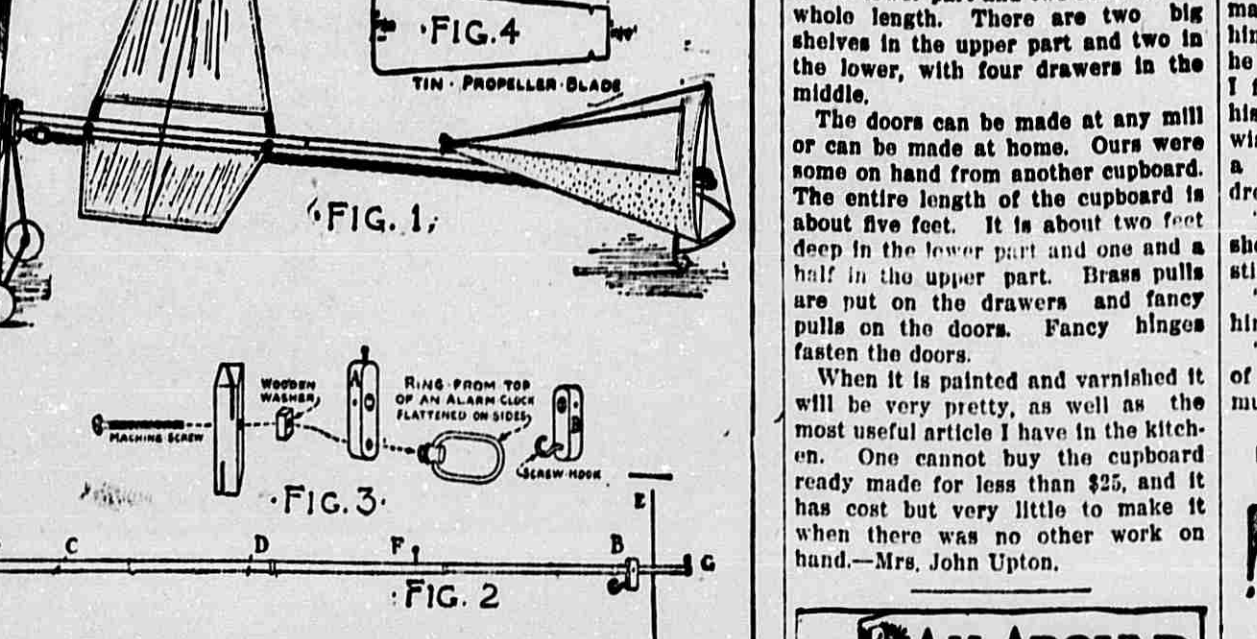 FIG. 4
TIN PROPELLER BLADE
FIG. 1
WOODEN
WASHER
MACHINE SCREW
A
RING FROM TOP
OF AN ALARM CLOCK
FLATTENED ON SIDES
B
SCREW HOOK
FIG. 3
E
C D F B G
FIG. 2
whole length. There are two big
shelves in the upper part and two in
the lower, with four drawers in the
middle.
The doors can be made at any mill
or can be made at home. Ours were
some on hand from another cupboard.
The entire length of the cupboard is
about five feet. It is about two feet
deep in the lower part and one and a
half in the upper part. Brass pulls
are put on the drawers and fancy
pulls on the doors. Fancy hinges
fasten the doors.
When it is painted and varnished it
will be very pretty, as well as the
most useful article I have in the kitch-
en. One cannot buy the cupboard
ready made for less than $25, and it
has cost but very little to make it
when there was no other work on
hand.—Mrs. John Upton.
he
I
a
of